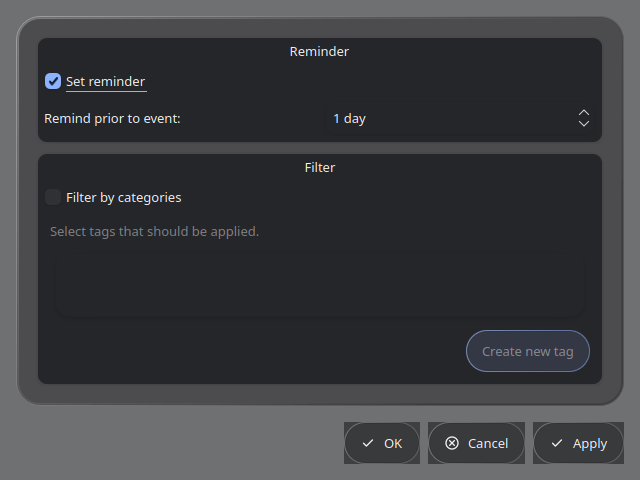 Reminder
Set reminder
Remind prior to event: 1 day
Filter
Filter by categories
Select tags that should be applied.
Create new tag
OK Cancel Apply